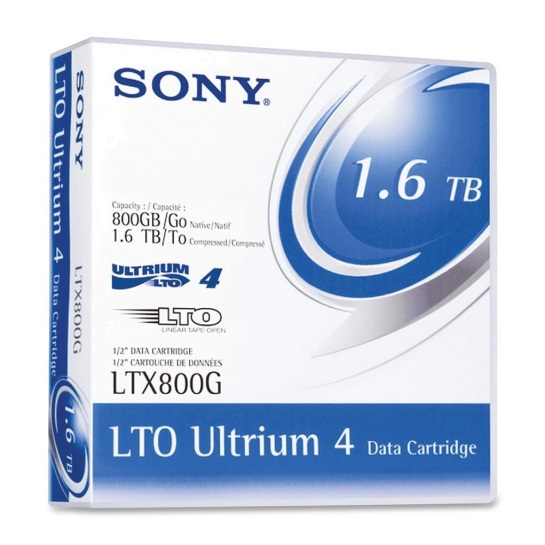 SONY®
1.6 TB
Capacity : / Capacité :
800GB/Go Native/Natif
1.6 TB/To Compressed/Compressé
ULTRIUM LTO 4
LTO
LINEAR TAPE-OPEN
1/2" DATA CARTRIDGE
1/2" CARTOUCHE DE DONNÉES
LTX800G
LTO Ultrium 4 Data Cartridge
SONY
LTX800G
LTO Ultrium 4 Data Cartridge
1.6 TB